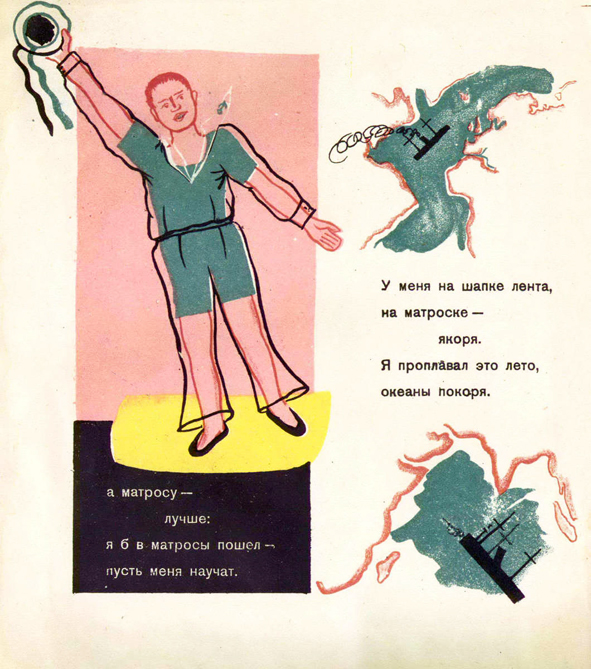 а матросу —
лучше:
я б в матросы пошел —
пусть меня научат.
У меня на шапке лента,
на матроске —
якоря.
Я проплавал это лето,
океаны покоря.